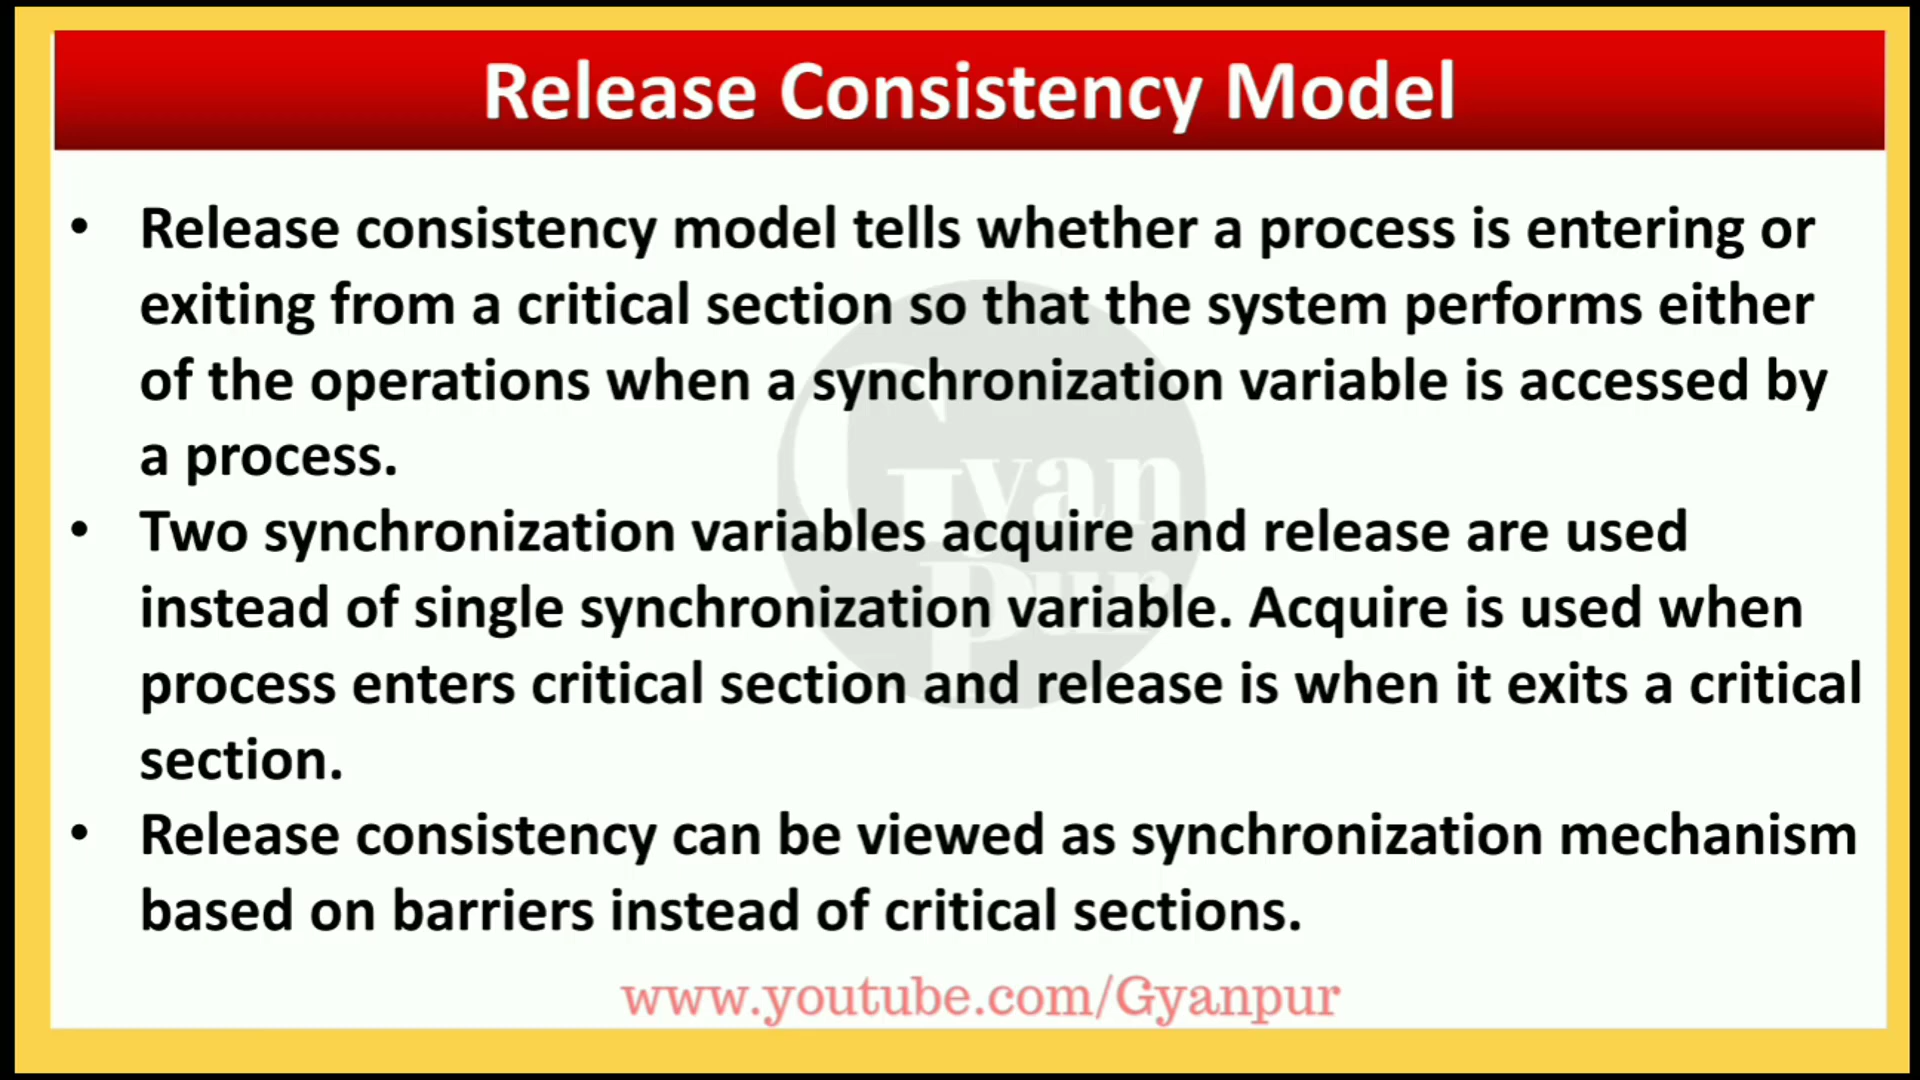 Release Consistency Model
• Release consistency model tells whether a process is entering or
exiting from a critical section so that the system performs either
of the operations when a synchronization variable is accessed by
a process.
• Two synchronization variables acquire and release are used
instead of single synchronization variable. Acquire is used when
process enters critical section and release is when it exits a critical
section.
• Release consistency can be viewed as synchronization mechanism
based on barriers instead of critical sections.
Gyan
Pur
www.youtube.com/Gyanpur